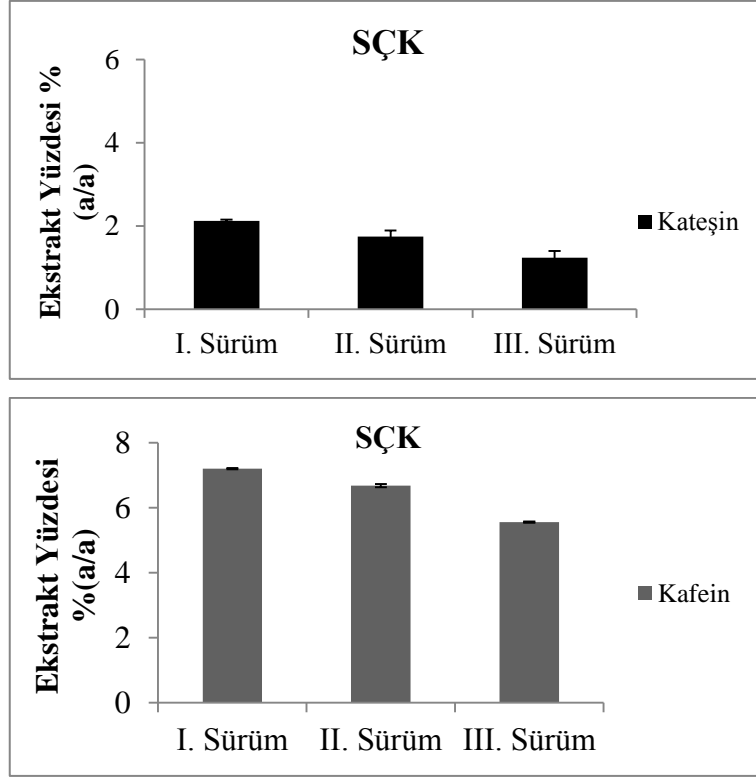 SÇK
Ekstrakt Yüzdesi %
(a/a)
6
4
2
0
I. Sürüm
II. Sürüm
III. Sürüm
Kateşin
SÇK
Ekstrakt Yüzdesi
%(a/a)
8
6
4
2
0
I. Sürüm
II. Sürüm
III. Sürüm
Kafein